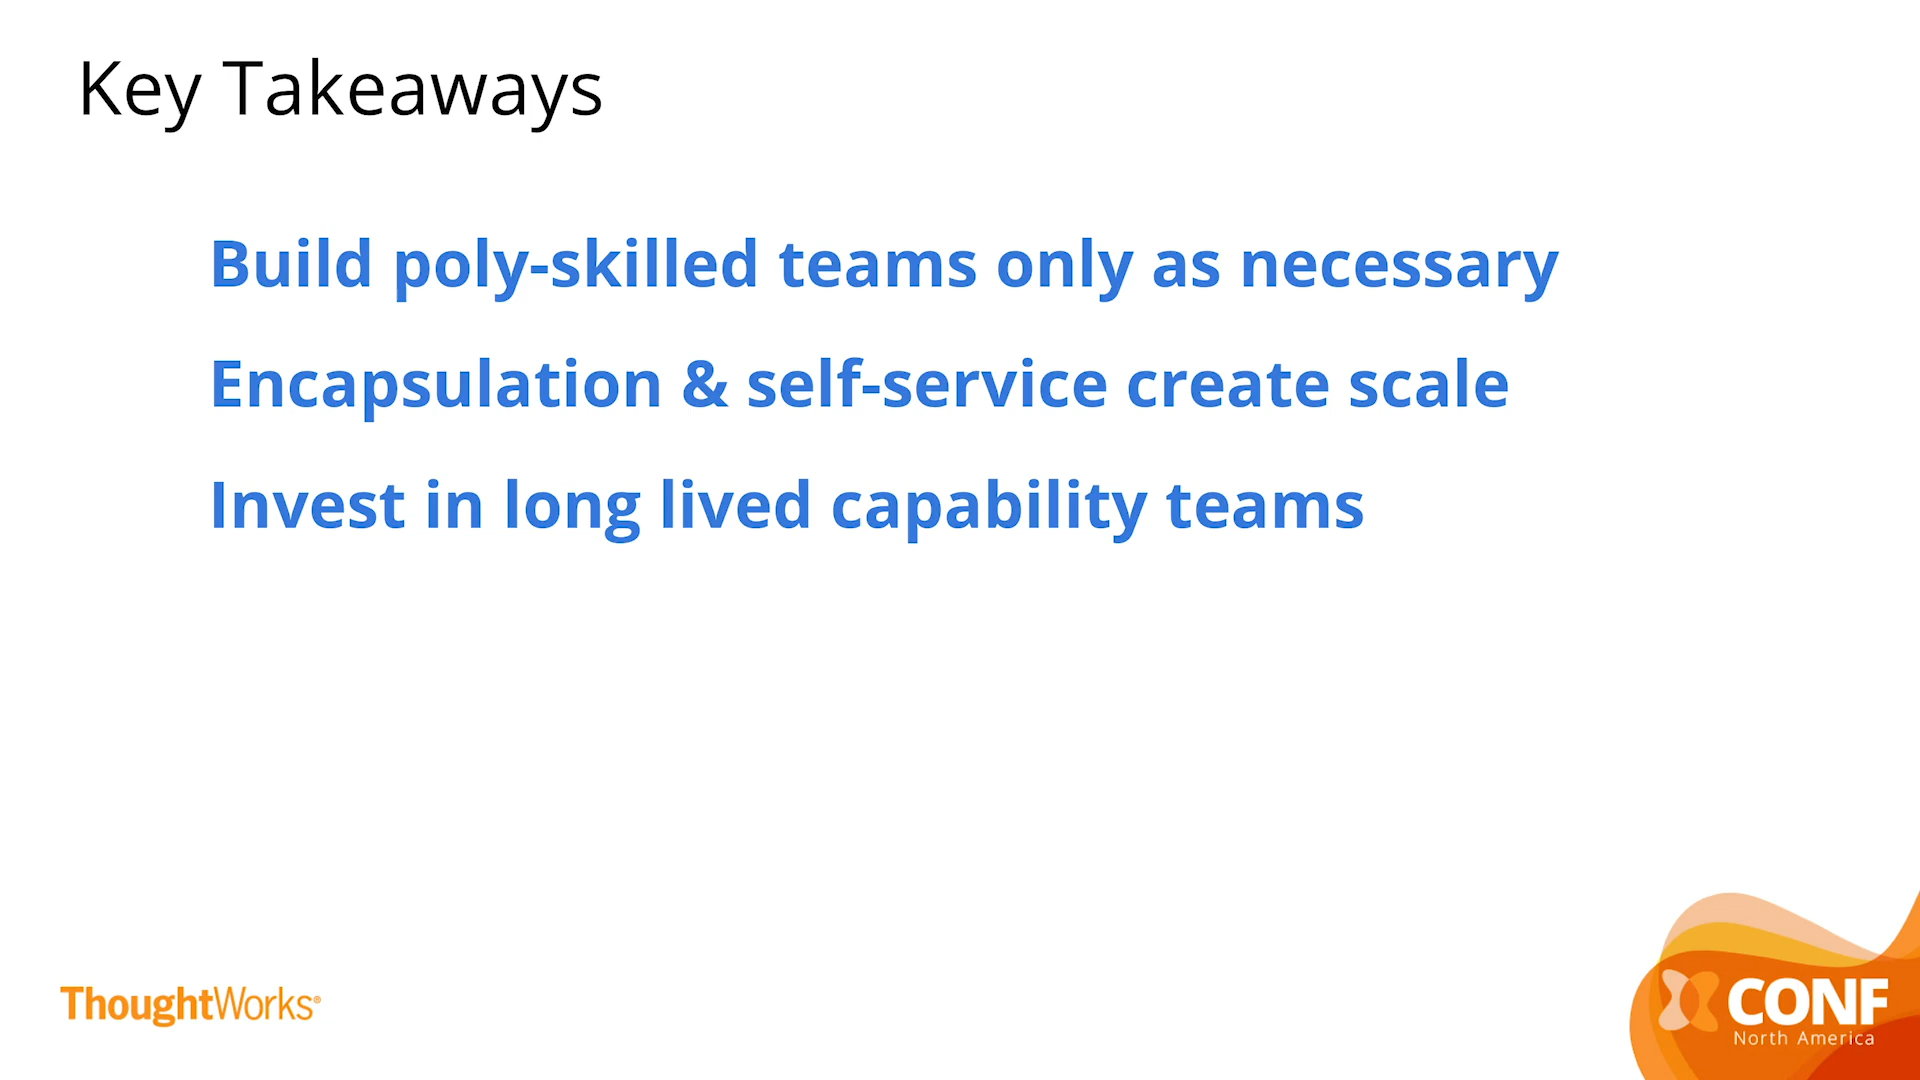 Key Takeaways
Build poly-skilled teams only as necessary
Encapsulation & self-service create scale
Invest in long lived capability teams
ThoughtWorks®
XCONF
North America